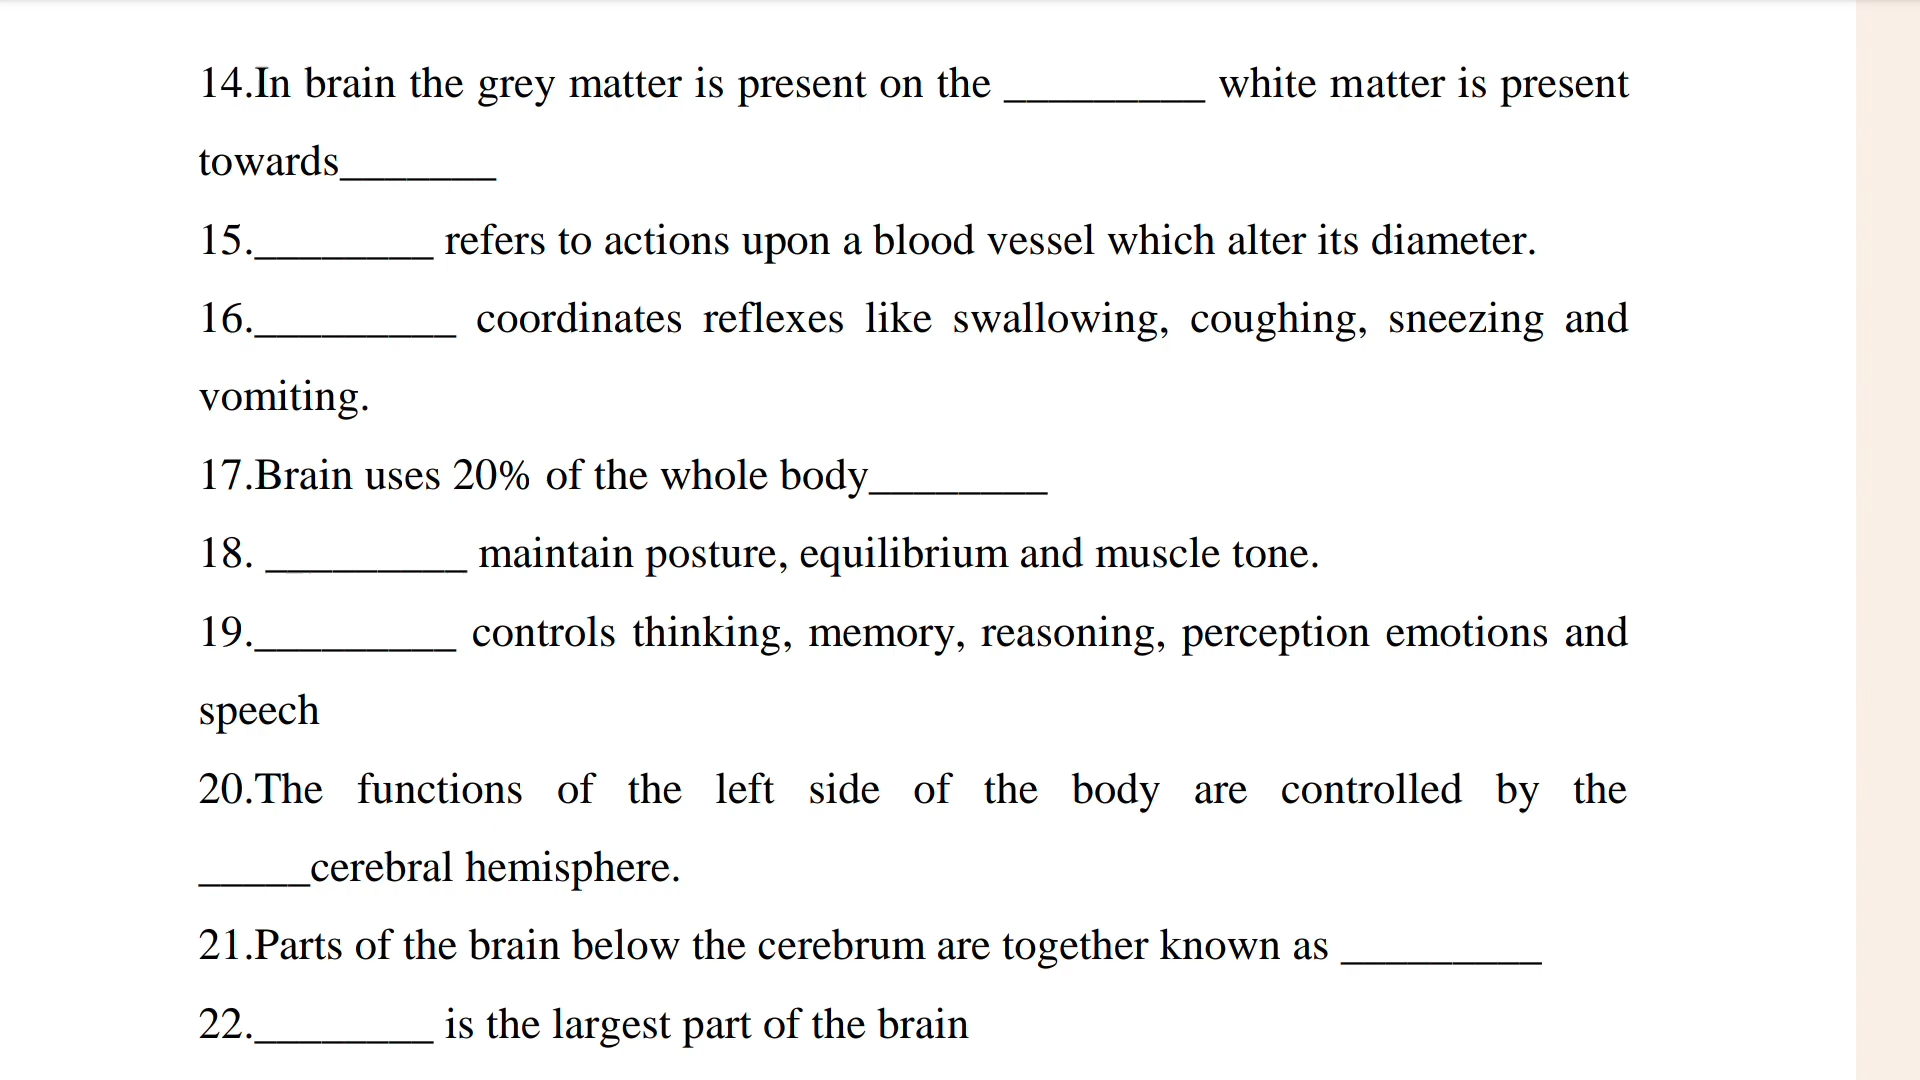 14.In brain the grey matter is present on the _________ white matter is present
towards_______
15.________ refers to actions upon a blood vessel which alter its diameter.
16._________ coordinates reflexes like swallowing, coughing, sneezing and
vomiting.
17.Brain uses 20% of the whole body________
18. _________ maintain posture, equilibrium and muscle tone.
19._________ controls thinking, memory, reasoning, perception emotions and
speech
20.The functions of the left side of the body are controlled by the
_____cerebral hemisphere.
21.Parts of the brain below the cerebrum are together known as _________
22.________ is the largest part of the brain